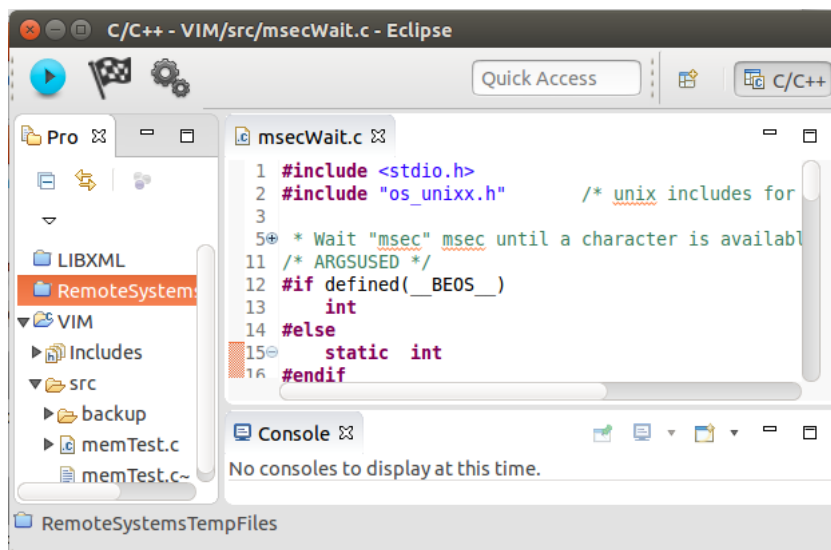 C/C++ - VIM/src/msecWait.c - Eclipse
Quick Access
C/C++
Pro
msecWait.c
1 #include <stdio.h>
2 #include "os_unixx.h" /* unix includes for
3
5 * Wait "msec" msec until a character is availabl
11 /* ARGSUSED */
12 #if defined(__BEOS__)
13 int
14 #else
15 static int
16 #endif
LIBXML
RemoteSystems
VIM
Includes
src
backup
memTest.c
memTest.c~
Console
No consoles to display at this time.
RemoteSystemsTempFiles